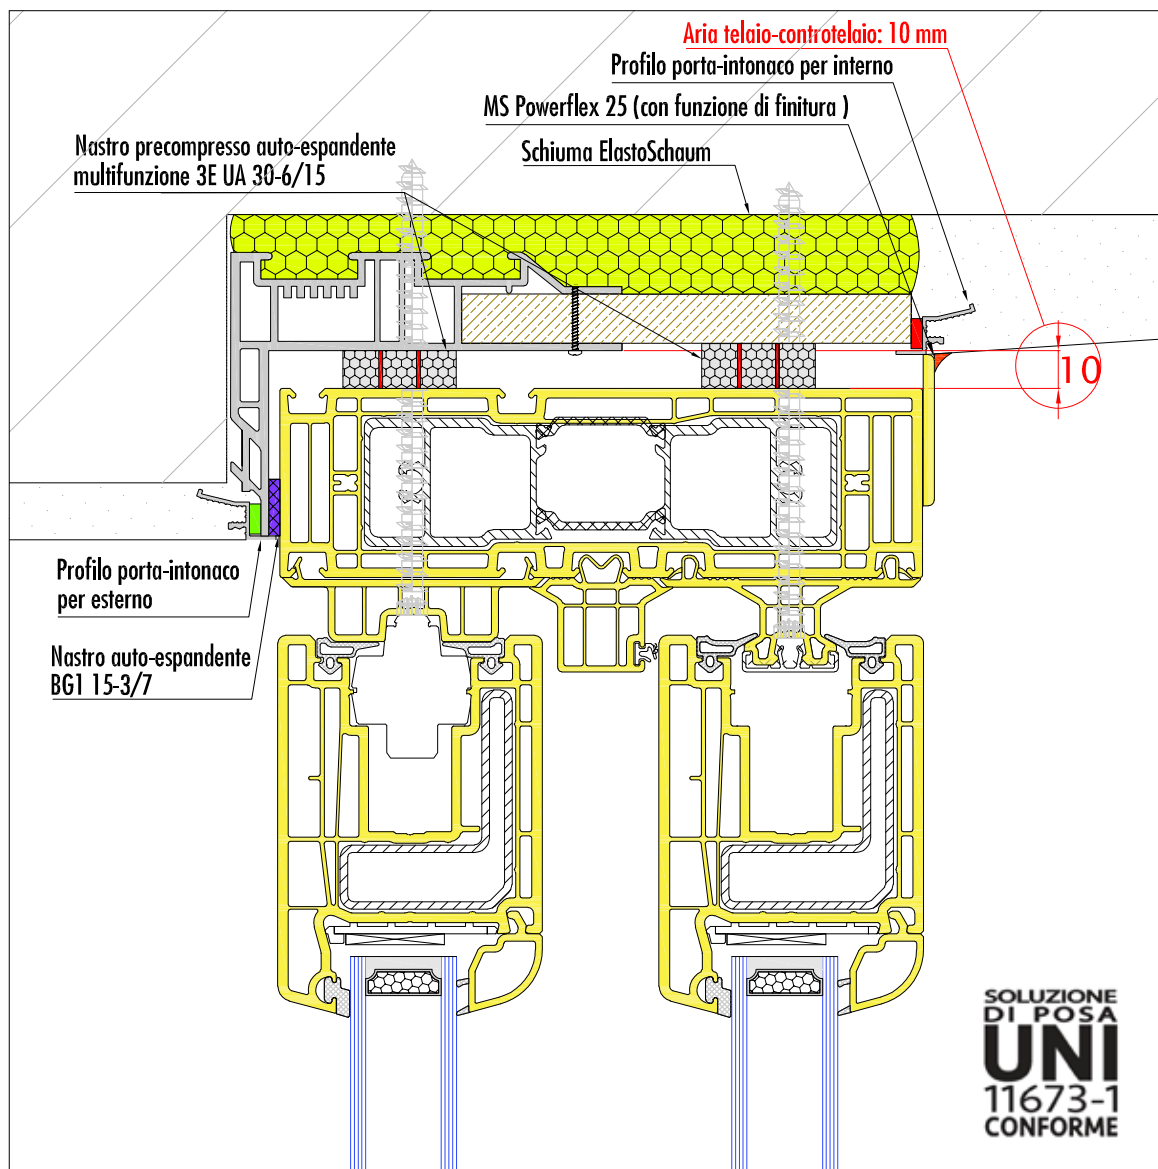 Aria telaio-controtelaio: 10 mm
Profilo porta-intonaco per interno
MS Powerflex 25 (con funzione di finitura )
Schiuma ElastoSchaum
Nastro precompresso auto-espandente
multifunzione 3E UA 30-6/15
10
Profilo porta-intonaco
per esterno
Nastro auto-espandente
BG1 15-3/7
SOLUZIONE
DI POSA
UNI
11673-1
CONFORME